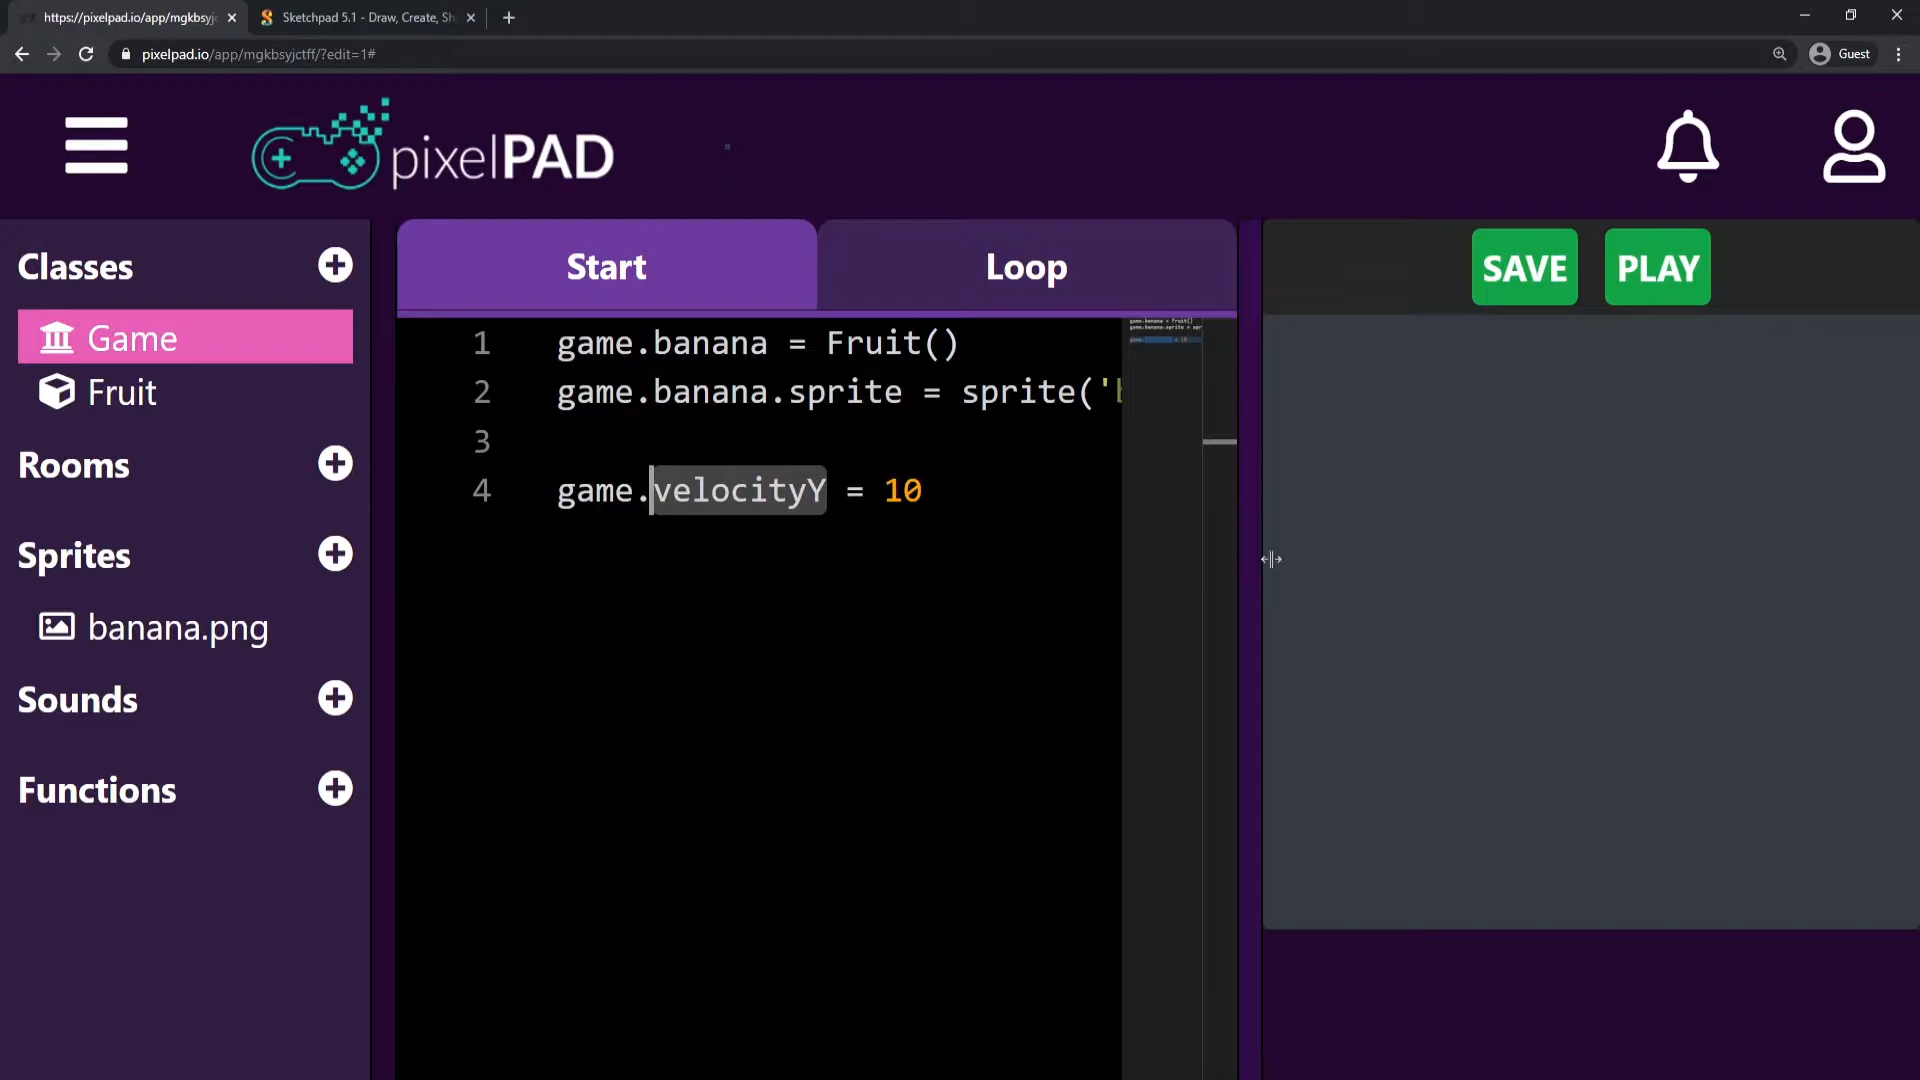 https://pixelpad.io/app/mgkbsyjc
Sketchpad 5.1 - Draw, Create, Sh
pixelpad.io/app/mgkbsyjctff/?edit=1#
Guest
pixelPAD
Classes
Game
Fruit
Rooms
Sprites
banana.png
Sounds
Functions
Start
Loop
1 game.banana = Fruit()
2 game.banana.sprite = sprite('b
3
4 game.velocityY = 10
SAVE
PLAY